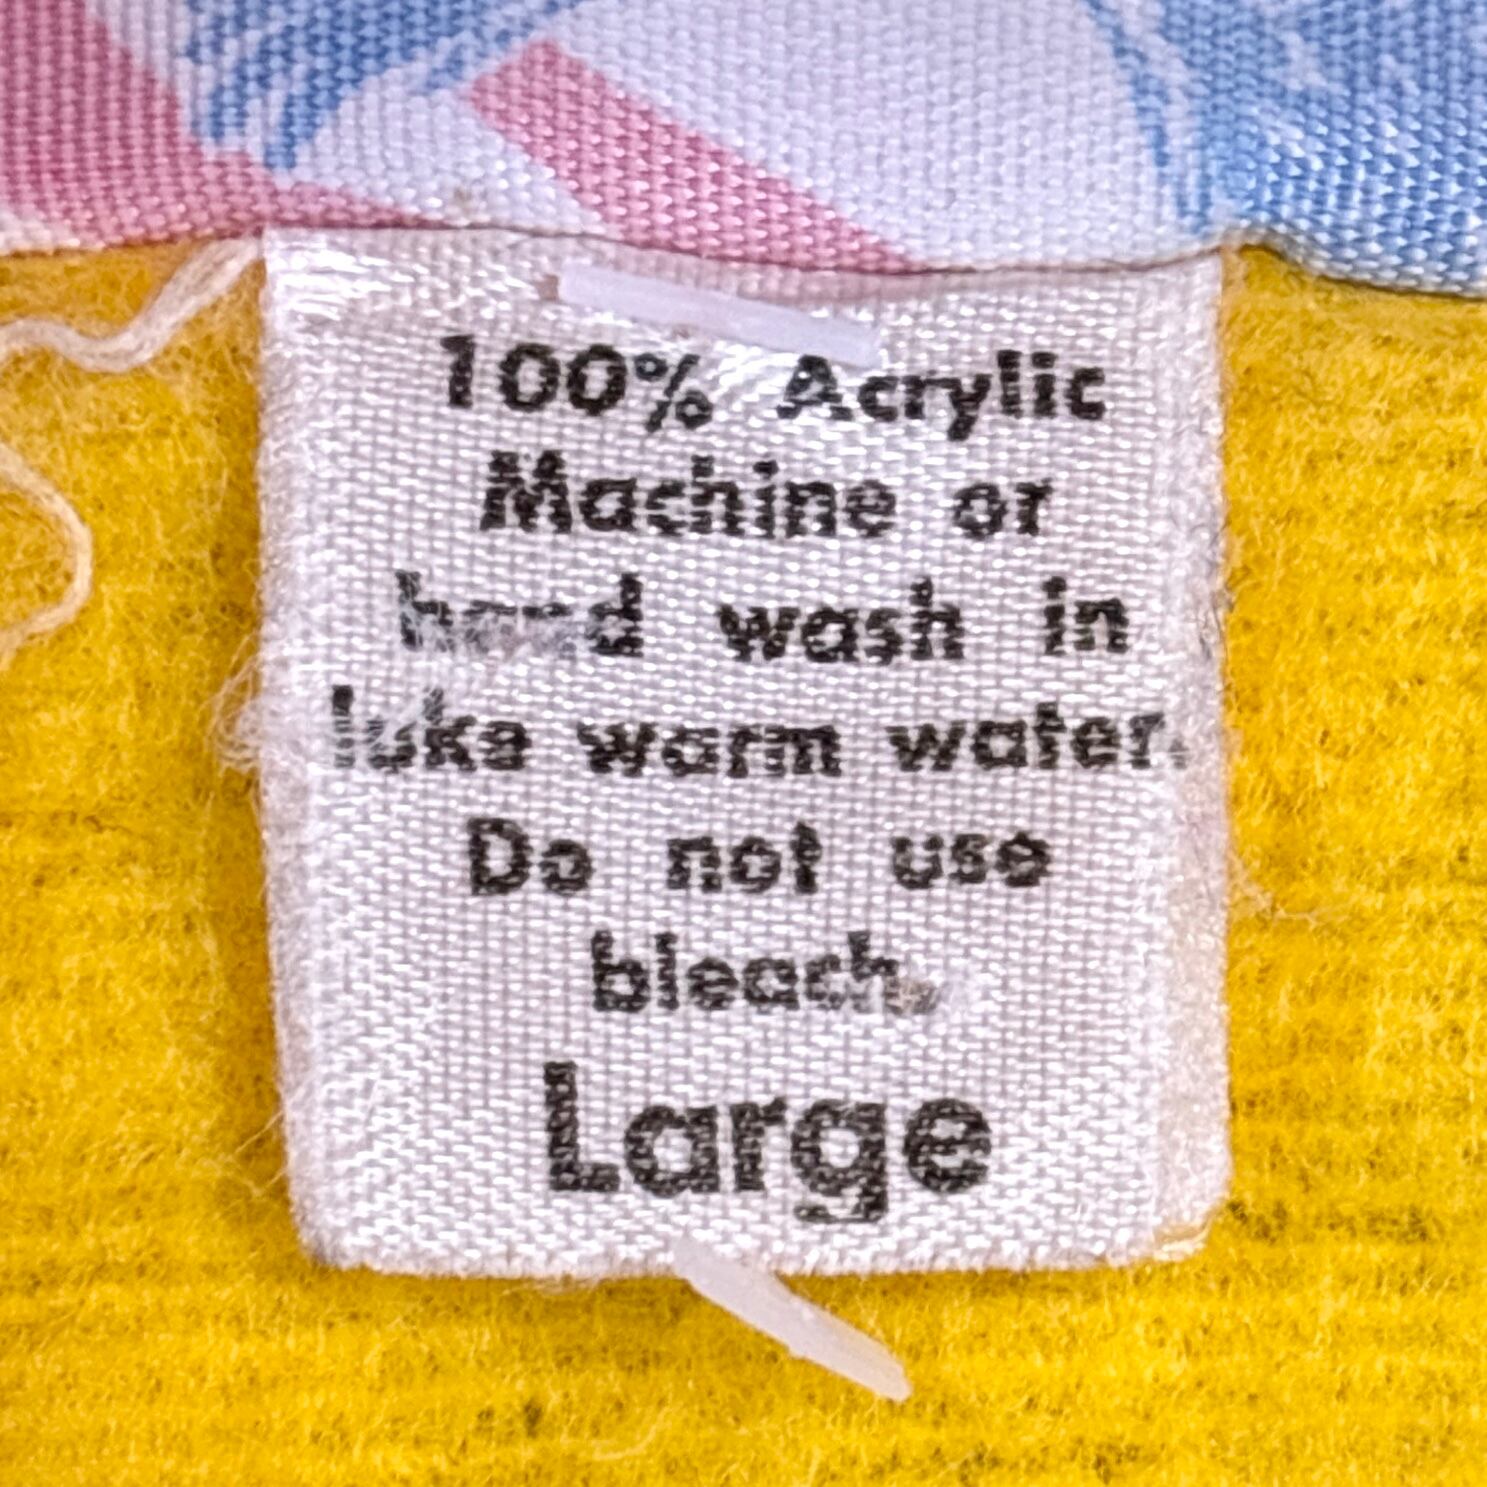 100% Acrylic
Machine or
hand wash in
luke warm water.
Do not use
bleach.
Large